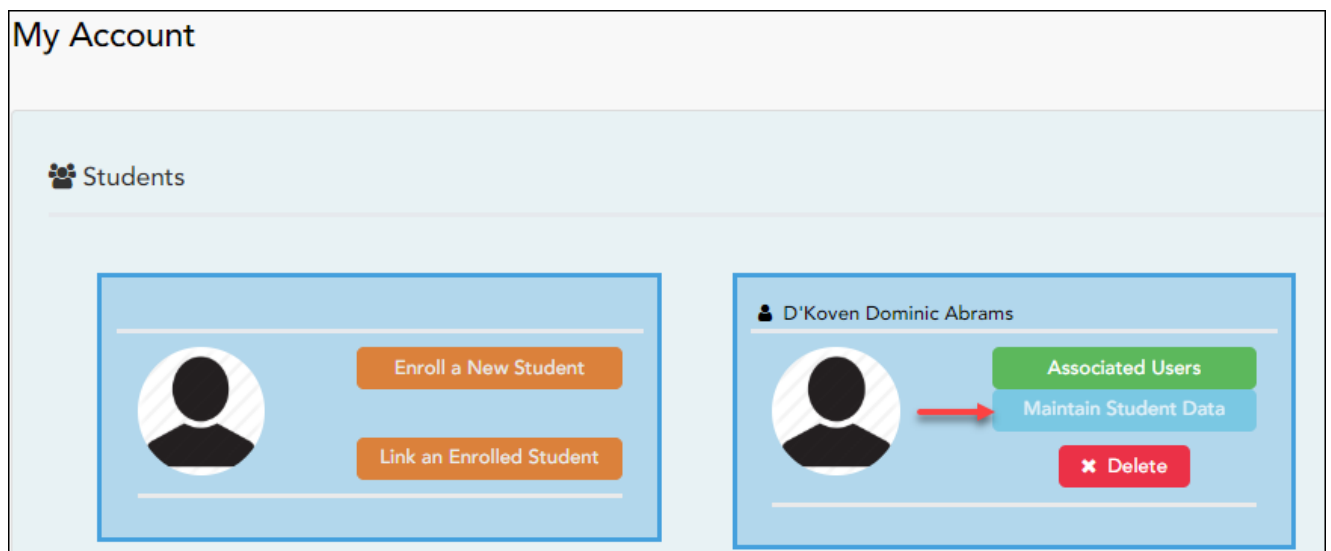 My Account
Students
Enroll a New Student
Link an Enrolled Student
D'Koven Dominic Abrams
Associated Users
Maintain Student Data
Delete